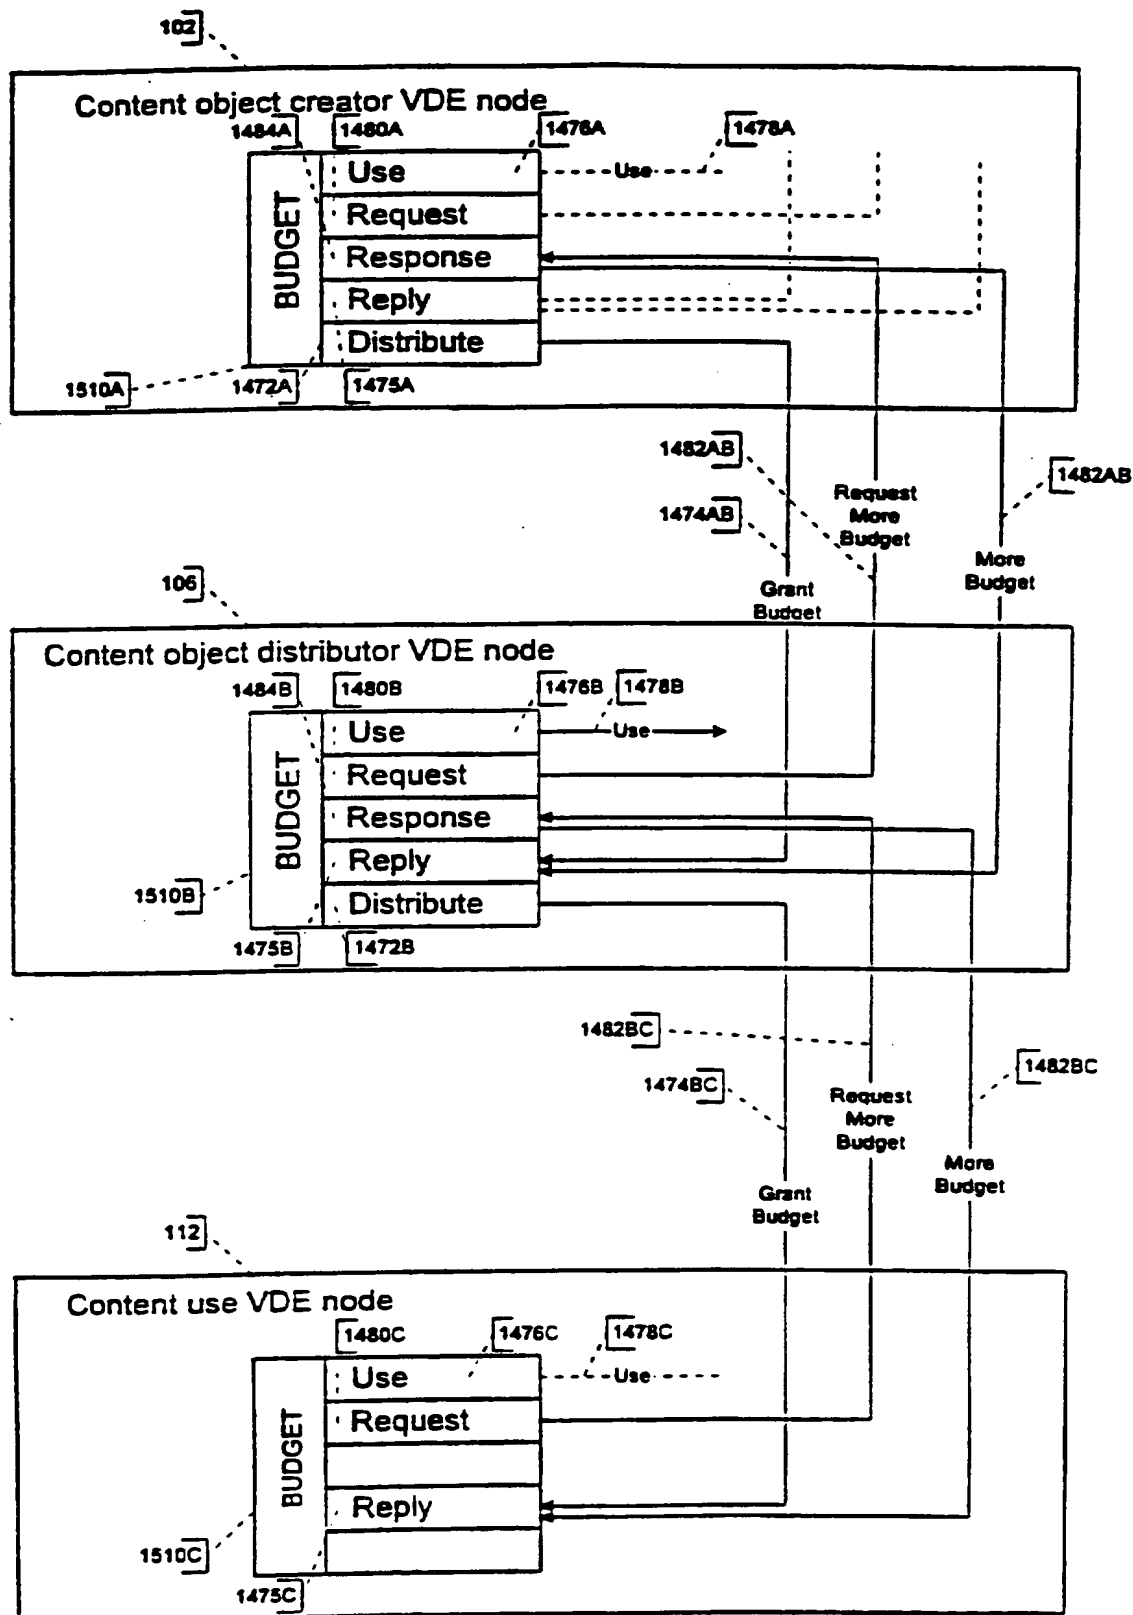 102
Content object creator VDE node
1484A
1480A
1476A
1478A
BUDGET
Use
Request
Response
Reply
Distribute
Use
1510A
1472A
1475A
1482AB
1474AB
Request
More
Budget
1482AB
More
Budget
Grant
Budget
106
Content object distributor VDE node
1484B
1480B
1476B
1478B
BUDGET
Use
Request
Response
Reply
Distribute
Use
1510B
1475B
1472B
1482BC
1474BC
Request
More
Budget
1482BC
More
Budget
Grant
Budget
112
Content use VDE node
1480C
1476C
1478C
BUDGET
Use
Request
Reply
Use
1510C
1475C